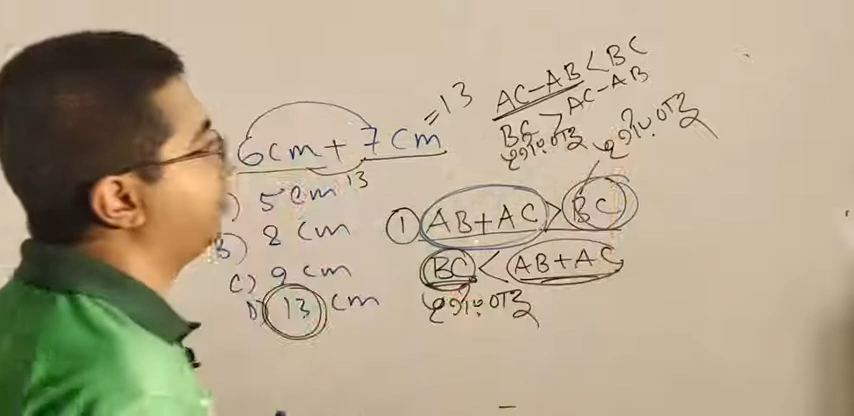 6cm + 7cm = 13
13
A) 5cm
B) 8 cm
C) 9 cm
D) 13 cm
AC-AB < BC
BC > AC-AB
① AB+AC > BC
BC < AB+AC